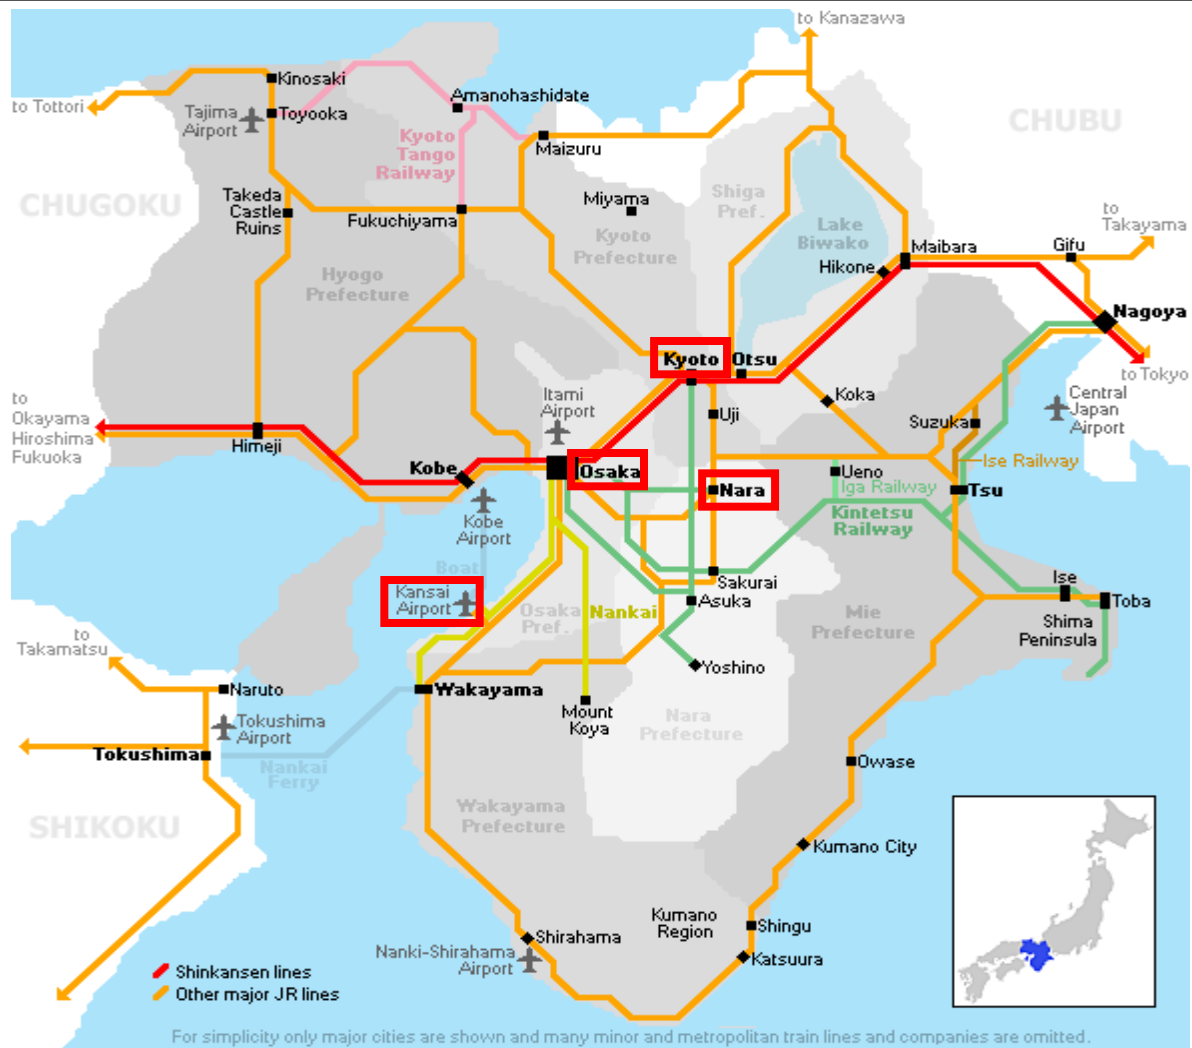 to Kanazawa
Kinosaki
to Tottori
Tajima
Airport
Toyooka
Amanohashidate
CHUBU
Kyoto
Tango
Railway
Maizuru
CHUGOKU
Takeda
Castle
Ruins
Fukuchiyama
Miyama
Shiga
Pref.
to
Takayama
Kyoto
Prefecture
Lake
Biwako
Maibara
Gifu
Hikone
Hyogo
Prefecture
Nagoya
Kyoto
Otsu
to Tokyo
to
Okayama
Hiroshima
Fukuoka
Itami
Airport
Koka
Central
Japan
Airport
Uji
Suzuka
Himeji
Kobe
Osaka
Ise Railway
Ueno
Iga Railway
Nara
Tsu
Kintetsu
Railway
Kobe
Airport
Boat
Kansai
Airport
Sakurai
Ise
Asuka
Toba
Osaka
Pref.
Nankai
Mie
Prefecture
Shima
Peninsula
to
Takamatsu
Yoshino
Naruto
Wakayama
Mount
Koya
Nara
Prefecture
Tokushima
Airport
Tokushima
Nankai
Ferry
Owase
Wakayama
Prefecture
SHIKOKU
Kumano City
Kumano
Region
Shingu
Shirahama
Nanki-Shirahama
Airport
Katsuura
Shinkansen lines
Other major JR lines
For simplicity only major cities are shown and many minor and metropolitan train lines and companies are omitted.